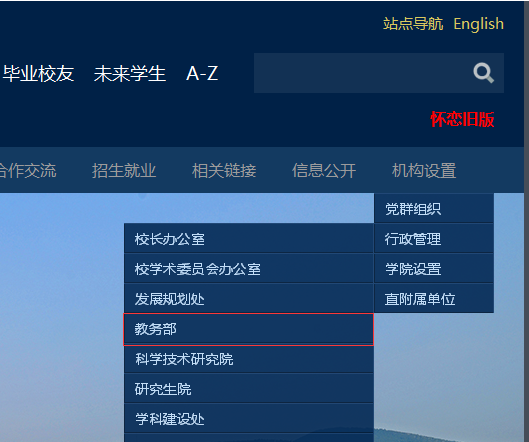 站点导航 English
毕业校友 未来学生 A-Z
怀恋旧版
合作交流 招生就业 相关链接 信息公开 机构设置
党群组织
行政管理
学院设置
直附属单位
校长办公室
校学术委员会办公室
发展规划处
教务部
科学技术研究院
研究生院
学科建设处